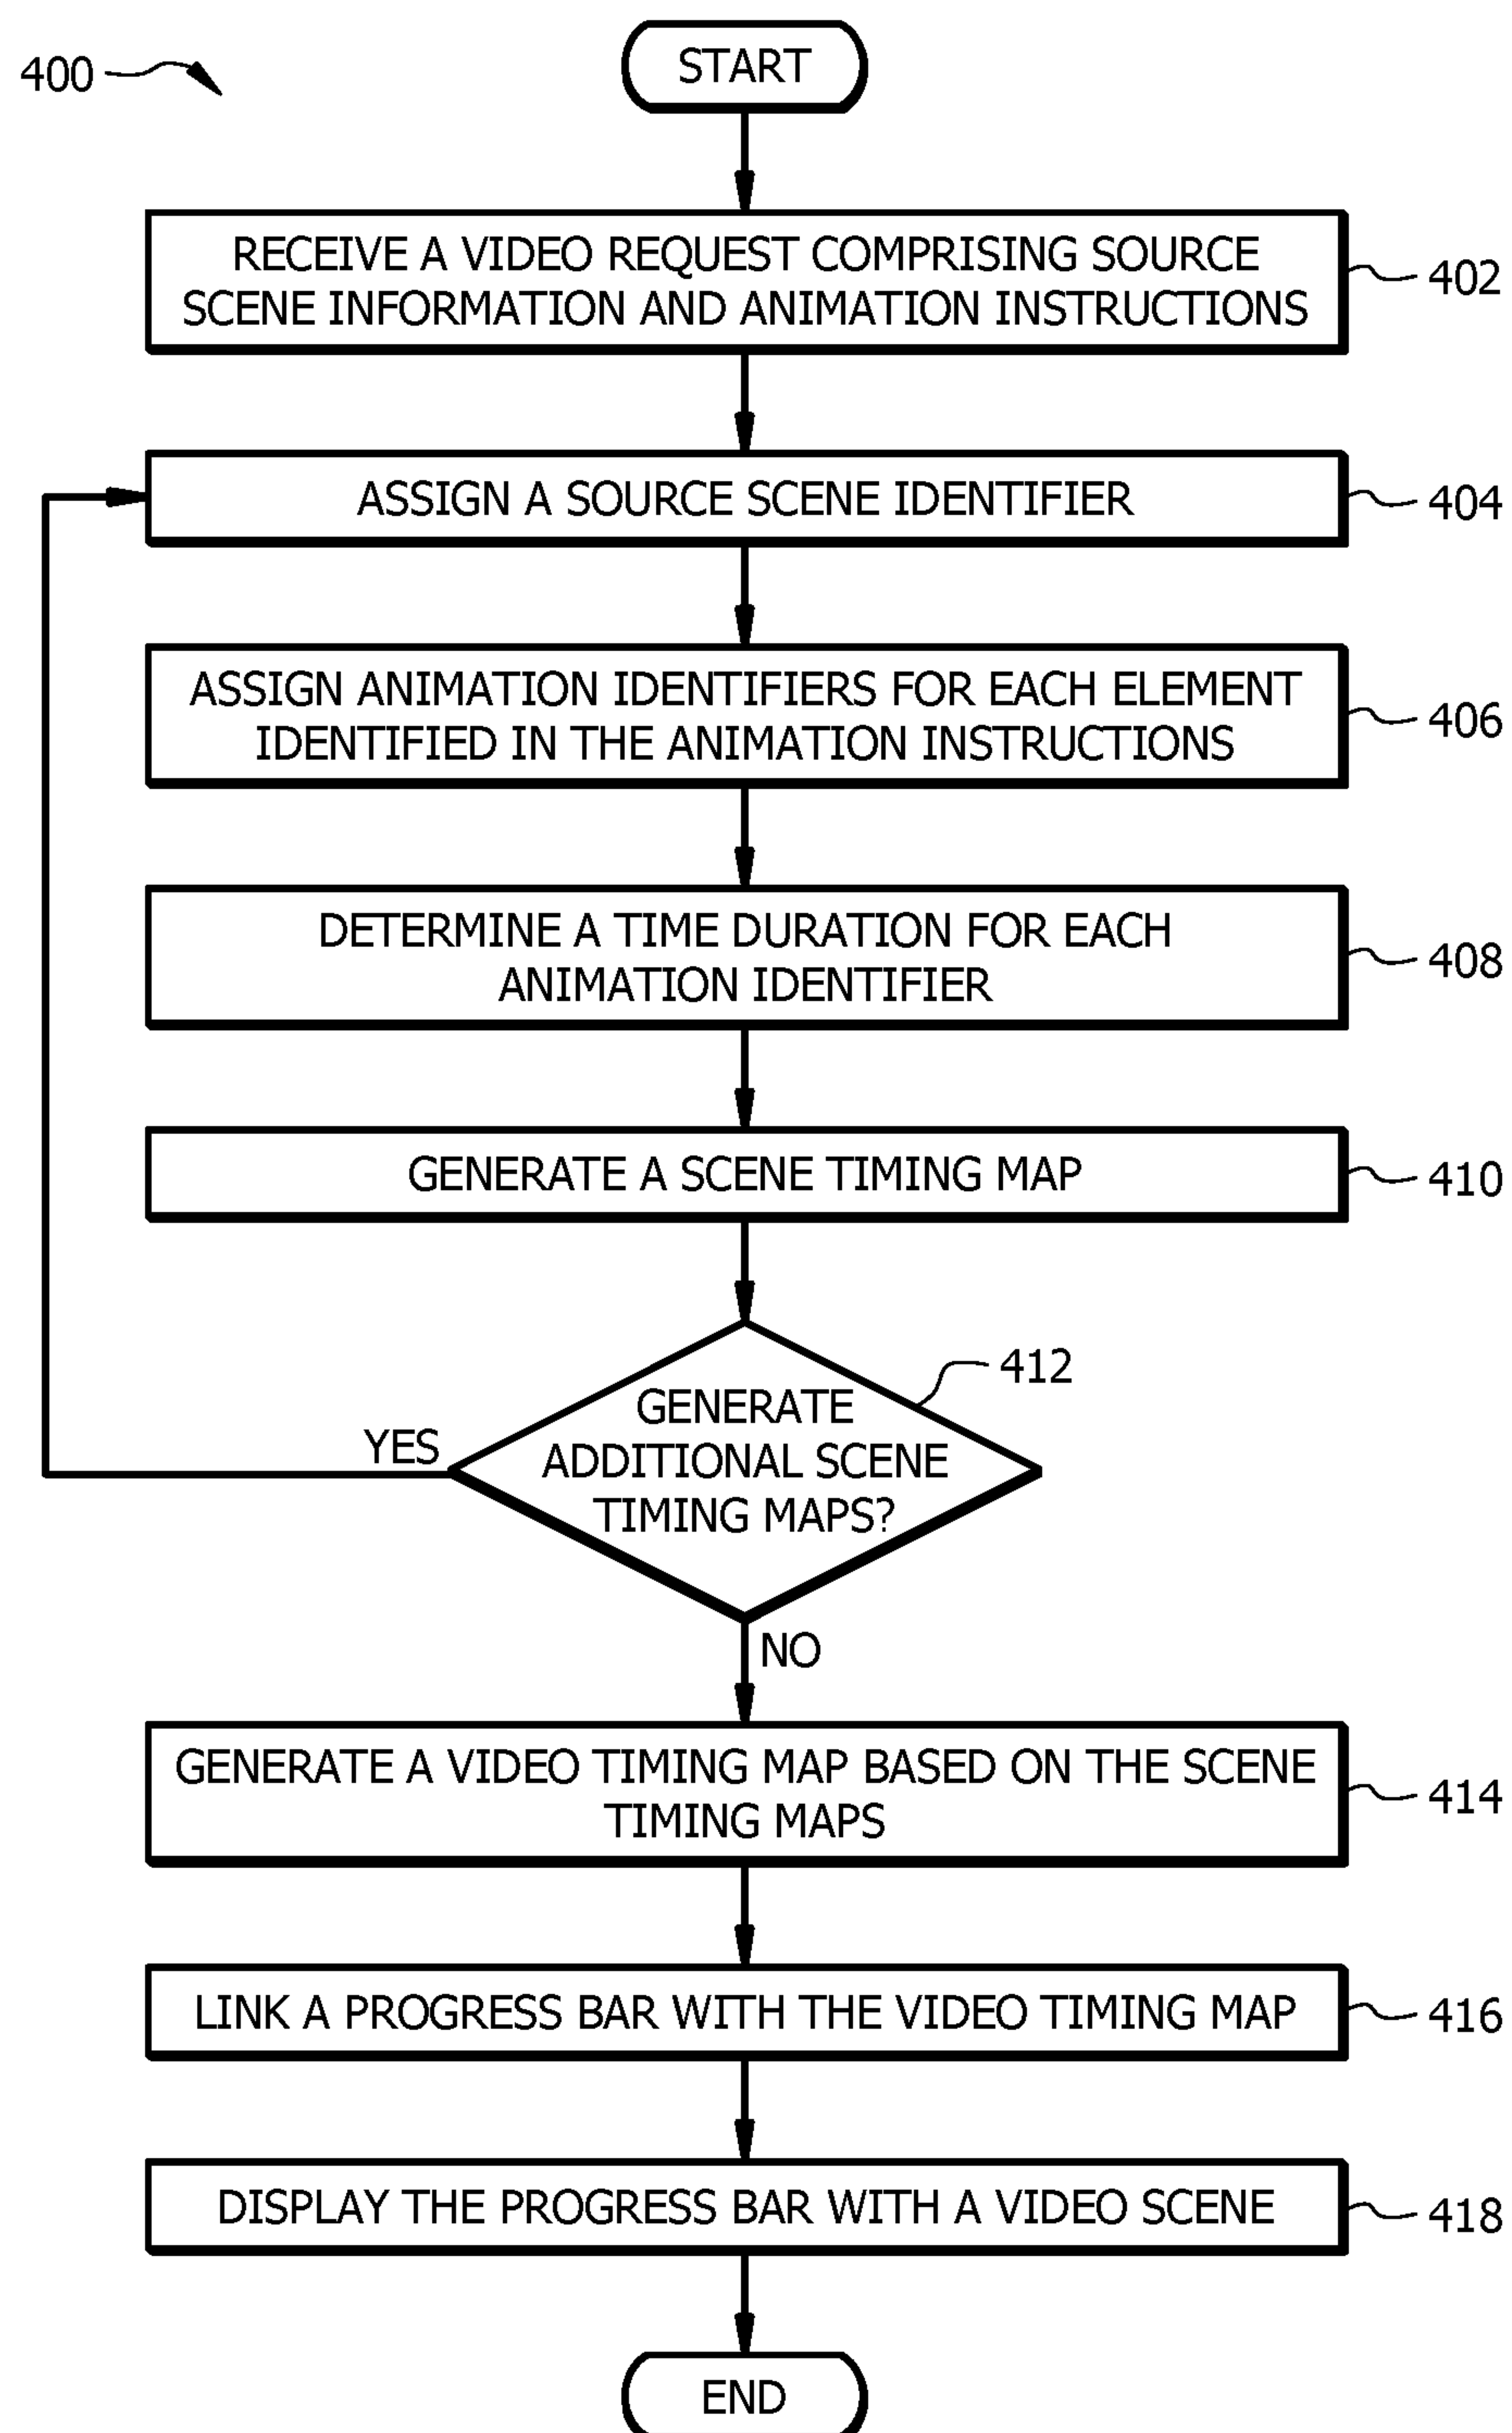 400
START
RECEIVE A VIDEO REQUEST COMPRISING SOURCE
SCENE INFORMATION AND ANIMATION INSTRUCTIONS
402
ASSIGN A SOURCE SCENE IDENTIFIER
404
ASSIGN ANIMATION IDENTIFIERS FOR EACH ELEMENT
IDENTIFIED IN THE ANIMATION INSTRUCTIONS
406
DETERMINE A TIME DURATION FOR EACH
ANIMATION IDENTIFIER
408
GENERATE A SCENE TIMING MAP
410
412
GENERATE
ADDITIONAL SCENE
TIMING MAPS?
YES
NO
GENERATE A VIDEO TIMING MAP BASED ON THE SCENE
TIMING MAPS
414
LINK A PROGRESS BAR WITH THE VIDEO TIMING MAP
416
DISPLAY THE PROGRESS BAR WITH A VIDEO SCENE
418
END